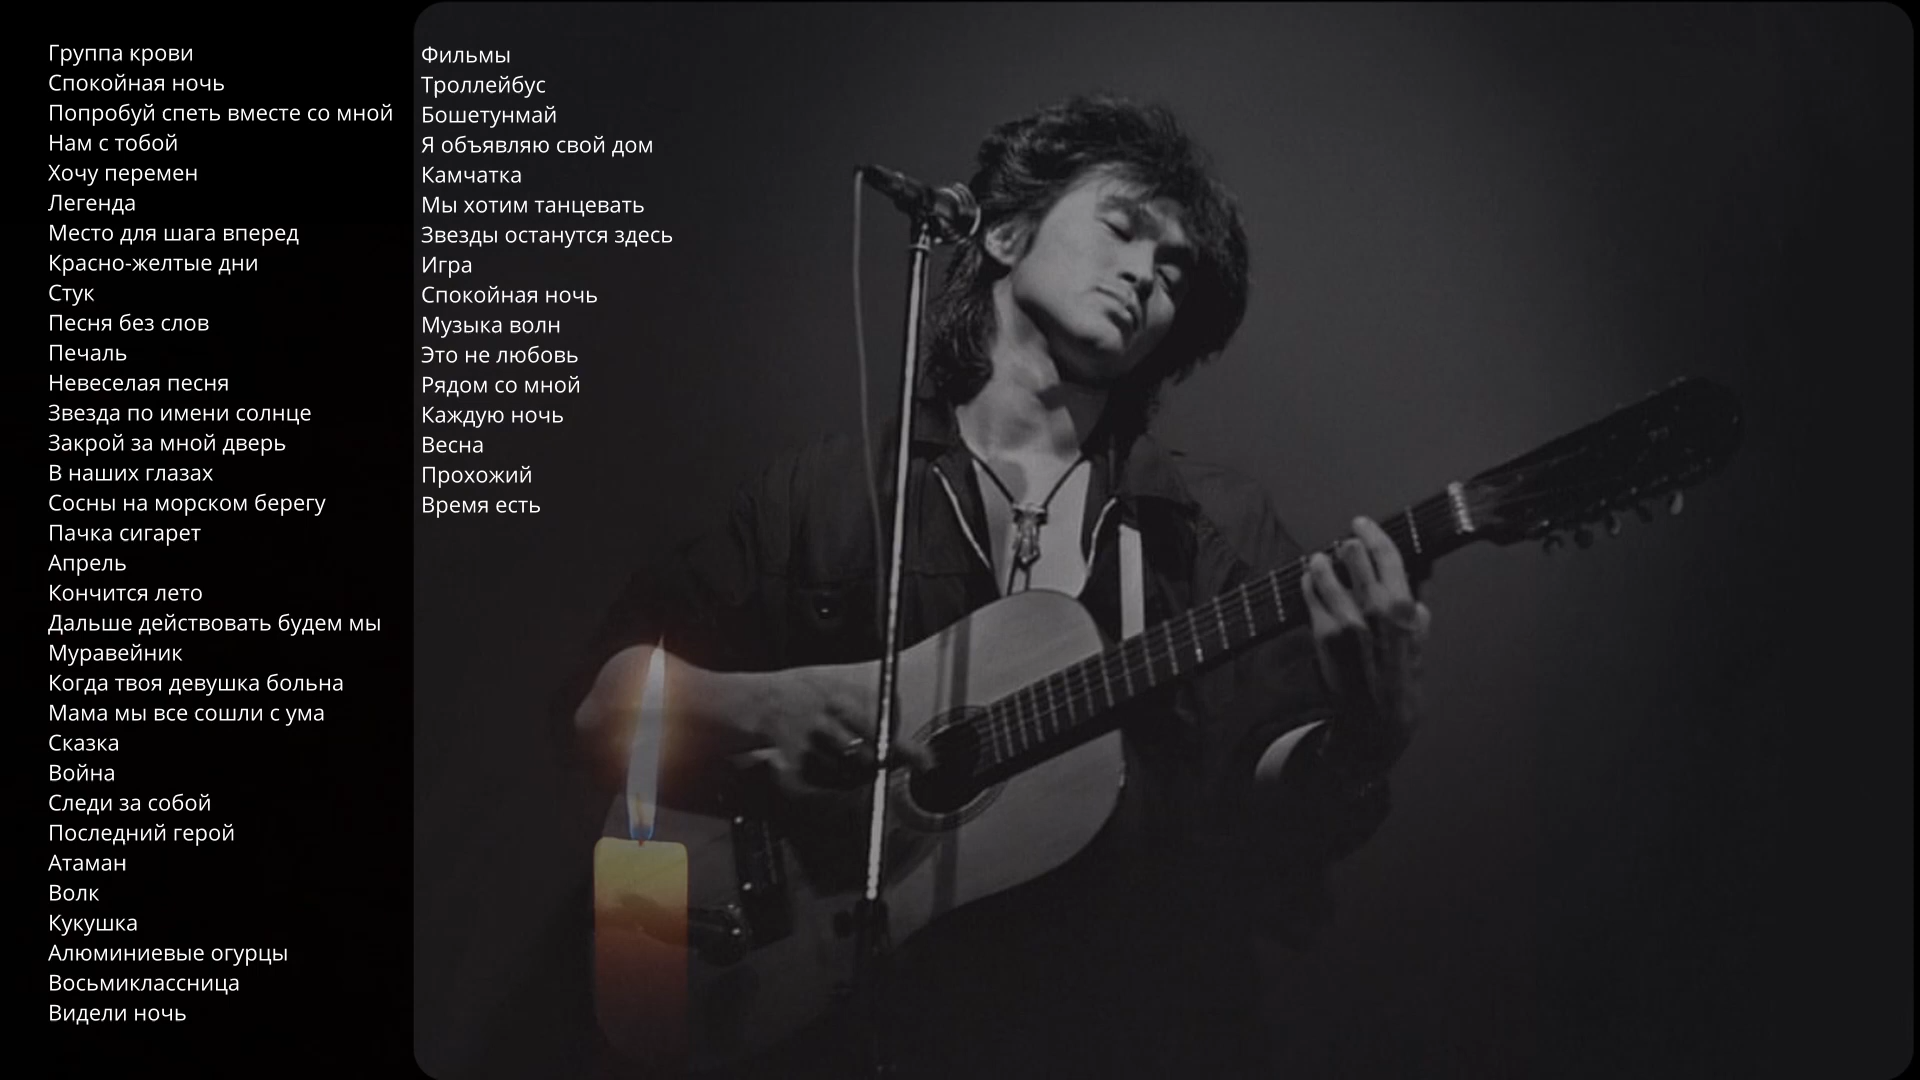 Группа крови
Спокойная ночь
Попробуй спеть вместе со мной
Нам с тобой
Хочу перемен
Легенда
Место для шага вперед
Красно-желтые дни
Стук
Песня без слов
Печаль
Невеселая песня
Звезда по имени солнце
Закрой за мной дверь
В наших глазах
Сосны на морском берегу
Пачка сигарет
Апрель
Кончится лето
Дальше действовать будем мы
Муравейник
Когда твоя девушка больна
Мама мы все сошли с ума
Сказка
Война
Следи за собой
Последний герой
Атаман
Волк
Кукушка
Алюминиевые огурцы
Восьмиклассница
Видели ночь
Фильмы
Троллейбус
Бошетунмай
Я объявляю свой дом
Камчатка
Мы хотим танцевать
Звезды останутся здесь
Игра
Спокойная ночь
Музыка волн
Это не любовь
Рядом со мной
Каждую ночь
Весна
Прохожий
Время есть